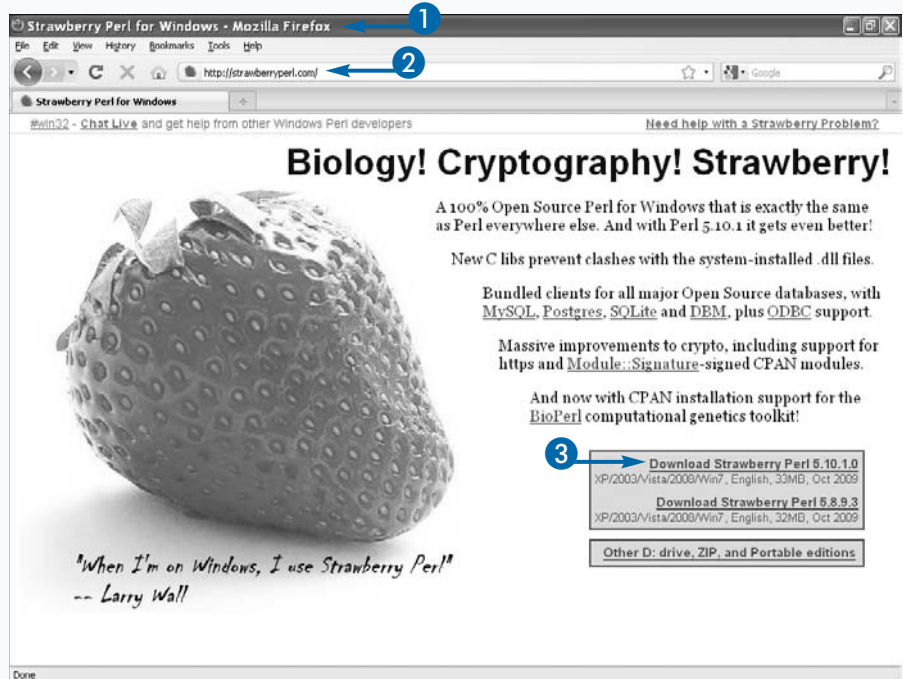 Strawberry Perl for Windows - Mozilla Firefox
1
File Edit View History Bookmarks Tools Help
http://strawberryperl.com/
2
Google
Strawberry Perl for Windows
#win32 - Chat Live and get help from other Windows Perl developers
Need help with a Strawberry Problem?
Biology! Cryptography! Strawberry!
A 100% Open Source Perl for Windows that is exactly the same
as Perl everywhere else. And with Perl 5.10.1 it gets even better!
New C libs prevent clashes with the system-installed .dll files.
Bundled clients for all major Open Source databases, with
MySQL, Postgres, SQLite and DBM, plus ODBC support.
Massive improvements to crypto, including support for
https and Module::Signature-signed CPAN modules.
And now with CPAN installation support for the
BioPerl computational genetics toolkit!
3
Download Strawberry Perl 5.10.1.0
XP/2003/Vista/2008/Win7, English, 33MB, Oct 2009
Download Strawberry Perl 5.8.9.3
XP/2003/Vista/2008/Win7, English, 32MB, Oct 2009
Other D: drive, ZIP, and Portable editions
"When I'm on Windows, I use Strawberry Perl"
-- Larry Wall
Done